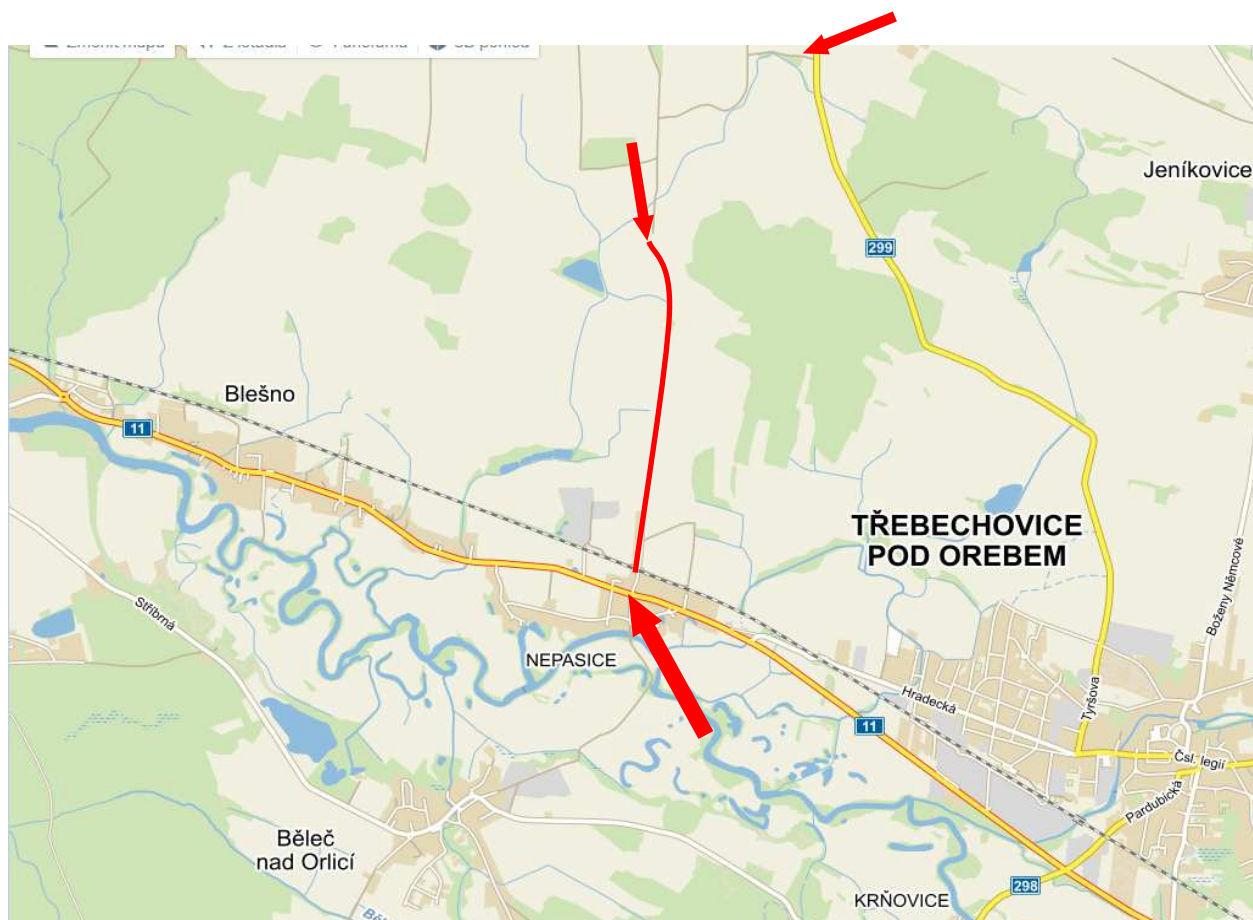 Jeníkovice
299
Blešno
11
TŘEBECHOVICE
POD OREBEM
Boženy Němcové
Stříbrná
NEPASICE
Hradecká
Tyršova
11
Čsl. legií
Pardubická
Běleč
nad Orlicí
298
KRŇOVICE